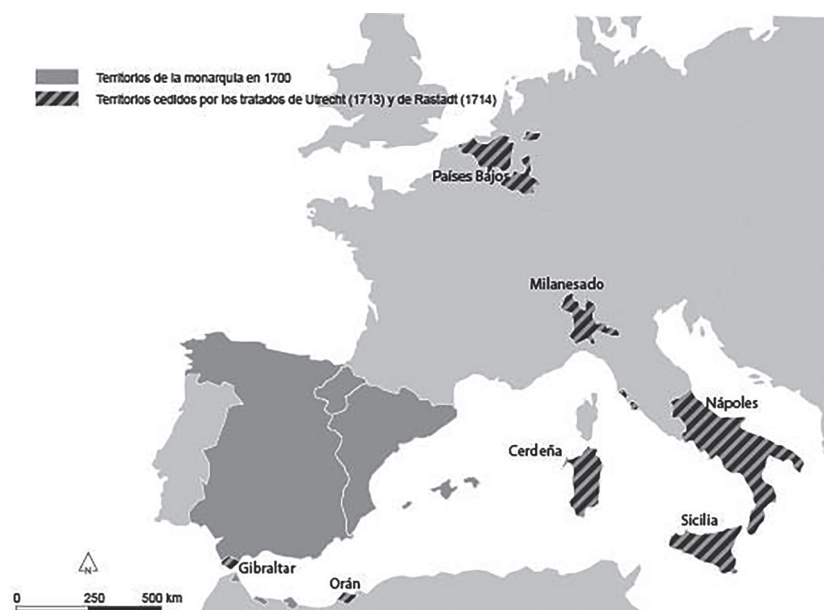 Territorios de la monarquía en 1700
Territorios cedidos por los tratados de Utrecht (1713) y de Rastadt (1714)
Países Bajos
Milanesado
Nápoles
Cerdeña
Sicilia
Gibraltar
Orán
N
0 250 500 km